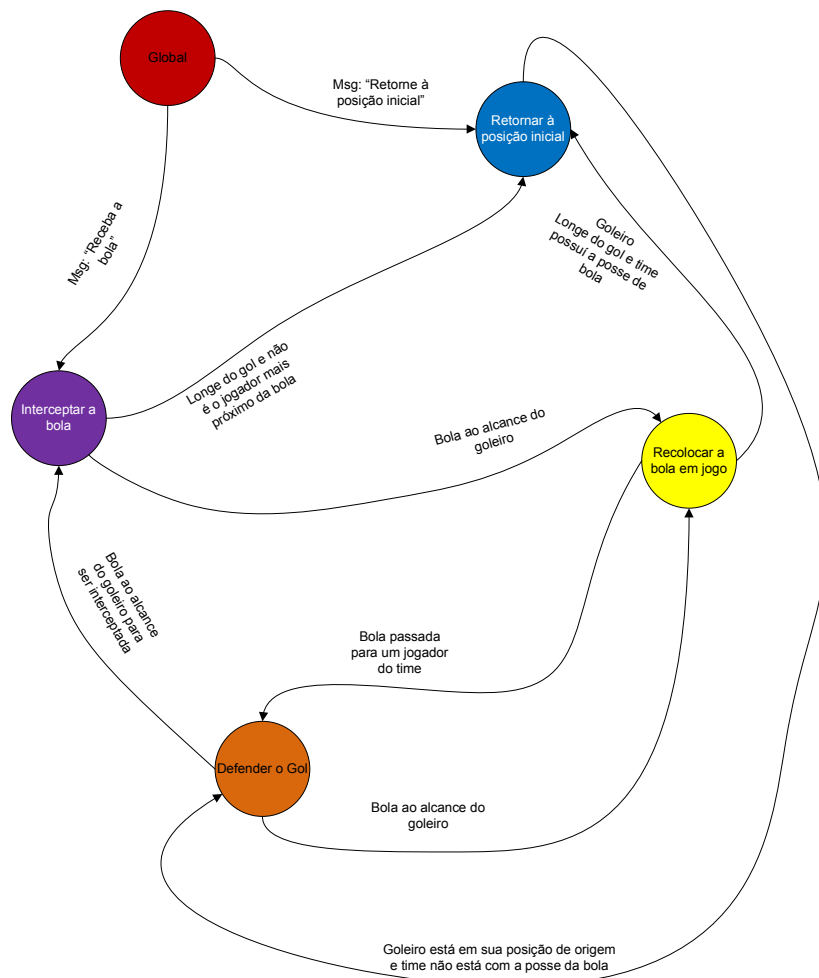 Global
Msg: “Retorne à
posição inicial”
Retornar à
posição inicial
Msg: “Receba a
bola”
Goleiro
Longe do gol e time
possuí a posse de
bola
Longe do gol e não
é o jogador mais
próximo da bola
Interceptar a
bola
Bola ao alcance do
goleiro
Recolocar a
bola em jogo
Bola ao alcance
do goleiro para
ser interceptada
Bola passada
para um jogador
do time
Defender o Gol
Bola ao alcance do
goleiro
Goleiro está em sua posição de origem
e time não está com a posse da bola